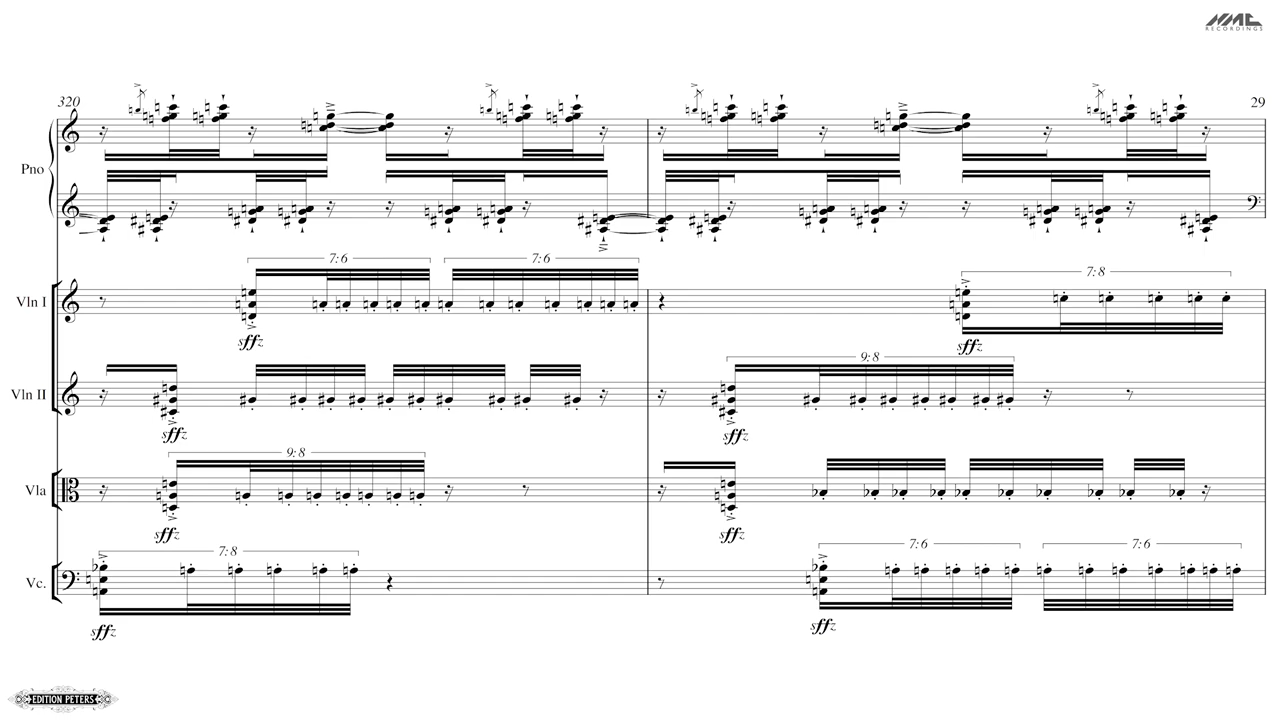 NMC
RECORDINGS
320
29
Pno
7:6 7:6
7:8
Vln I
sffz sffz
9:8
Vln II
sffz sffz
9:8
Vla
sffz sffz
7:8 7:6 7:6
Vc.
sffz sffz
EDITION PETERS